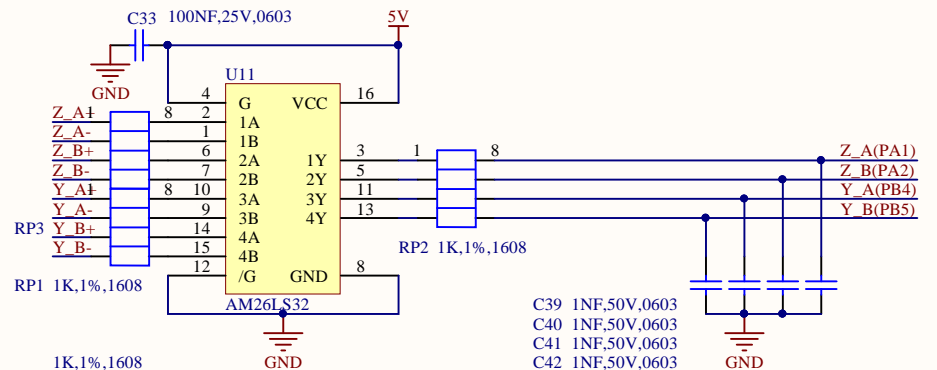 C33 100NF,25V,0603 5V
GND
U11
4 G VCC 16
Z_A+ 1 8 2 1A
Z_A- 1 1B
Z_B+ 6 2A 1Y 3 1 8 Z_A(PA1)
Z_B- 7 2B 2Y 5 Z_B(PA2)
Y_A+ 1 8 10 3A 3Y 11 Y_A(PB4)
Y_A- 9 3B 4Y 13 Y_B(PB5)
RP3 Y_B+ 14 4A
Y_B- 15 4B
RP2 1K,1%,1608
12 /G GND 8
RP1 1K,1%,1608
AM26LS32
C39 1NF,50V,0603
C40 1NF,50V,0603
C41 1NF,50V,0603
1K,1%,1608 GND C42 1NF,50V,0603 GND